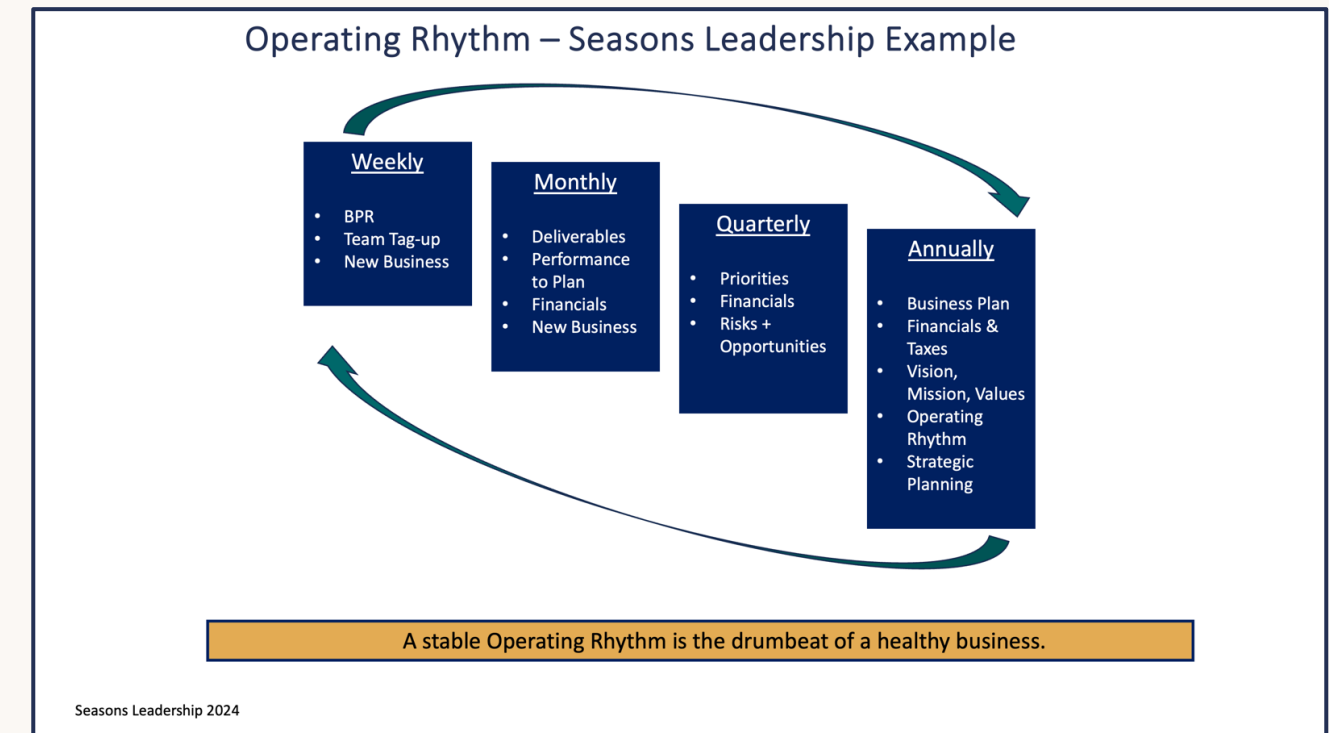 Operating Rhythm – Seasons Leadership Example
Weekly
• BPR
• Team Tag-up
• New Business
Monthly
• Deliverables
• Performance
to Plan
• Financials
• New Business
Quarterly
• Priorities
• Financials
• Risks +
Opportunities
Annually
• Business Plan
• Financials &
Taxes
• Vision,
Mission, Values
• Operating
Rhythm
• Strategic
Planning
A stable Operating Rhythm is the drumbeat of a healthy business.
Seasons Leadership 2024